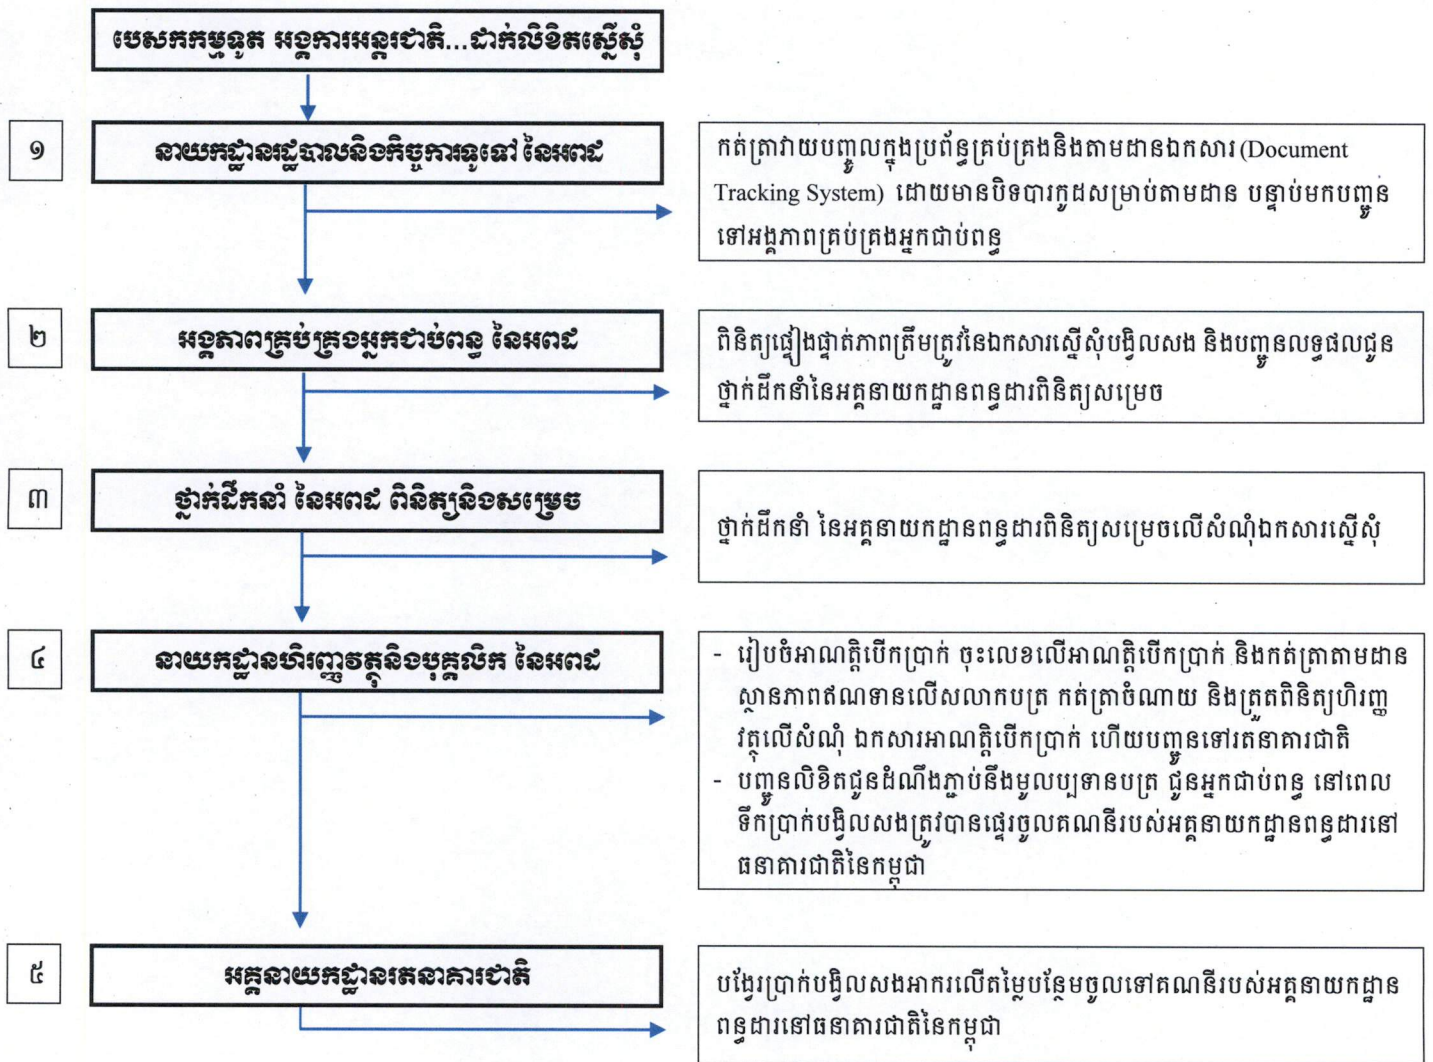 បេសកកម្មទូត អង្គការអន្តរជាតិ...ដាក់លិខិតស្នើសុំ
១
នាយកដ្ឋានរដ្ឋបាលនិងកិច្ចការទូទៅ នៃអពដ
កត់ត្រាវាយបញ្ចូលក្នុងប្រព័ន្ធគ្រប់គ្រងនិងតាមដានឯកសារ (Document
Tracking System) ដោយមានបិទបារកូដសម្រាប់តាមដាន បន្ទាប់មកបញ្ជូន
ទៅអង្គភាពគ្រប់គ្រងអ្នកជាប់ពន្ធ
២
អង្គភាពគ្រប់គ្រងអ្នកជាប់ពន្ធ នៃអពដ
ពិនិត្យផ្ទៀងផ្ទាត់ភាពត្រឹមត្រូវនៃឯកសារស្នើសុំបង្វិលសង និងបញ្ជូនលទ្ធផលជូន
ថ្នាក់ដឹកនាំនៃអគ្គនាយកដ្ឋានពន្ធដារពិនិត្យសម្រេច
៣
ថ្នាក់ដឹកនាំ នៃអពដ ពិនិត្យនិងសម្រេច
ថ្នាក់ដឹកនាំ នៃអគ្គនាយកដ្ឋានពន្ធដារពិនិត្យសម្រេចលើសំណុំឯកសារស្នើសុំ
៤
នាយកដ្ឋានហិរញ្ញវត្ថុនិងបុគ្គលិក នៃអពដ
- រៀបចំអាណត្តិបើកប្រាក់ ចុះលេខលើអាណត្តិបើកប្រាក់ និងកត់ត្រាតាមដាន
ស្ថានភាពឥណទានលើសលាកបត្រ កត់ត្រាចំណាយ និងត្រួតពិនិត្យហិរញ្ញ
វត្ថុលើសំណុំ ឯកសារអាណត្តិបើកប្រាក់ ហើយបញ្ជូនទៅរតនាគារជាតិ
- បញ្ជូនលិខិតជូនដំណឹងភ្ជាប់នឹងមូលប្បទានបត្រ ជូនអ្នកជាប់ពន្ធ នៅពេល
ទឹកប្រាក់បង្វិលសងត្រូវបានផ្ទេរចូលគណនីរបស់អគ្គនាយកដ្ឋានពន្ធដារនៅ
ធនាគារជាតិនៃកម្ពុជា
៥
អគ្គនាយកដ្ឋានរតនាគារជាតិ
បង្វែរប្រាក់បង្វិលសងអាករលើតម្លៃបន្ថែមចូលទៅគណនីរបស់អគ្គនាយកដ្ឋាន
ពន្ធដារនៅធនាគារជាតិនៃកម្ពុជា